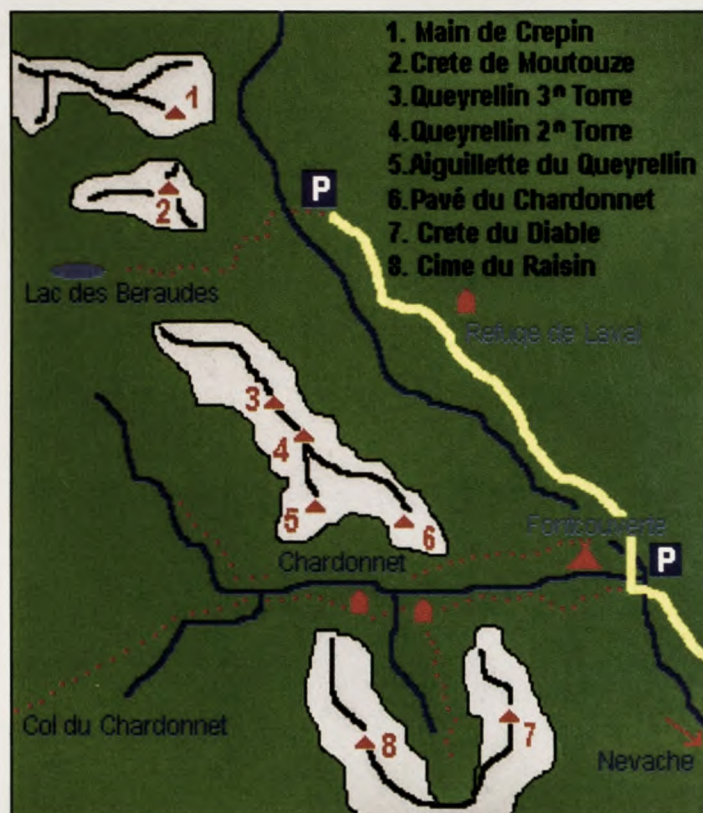 1. Main de Crepin
2. Crete de Moutouze
3. Queyrellin 3ª Torre
4. Queyrellin 2ª Torre
5. Aiguillette du Queyrellin
6. Pavé du Chardonnet
7. Crete du Diable
8. Cime du Raisin
1
P
2
Lac des Beraudes
Refuge de Laval
3
4
5
6
Fontcouverte
Chardonnet
P
Col du Chardonnet
8
7
Nevache